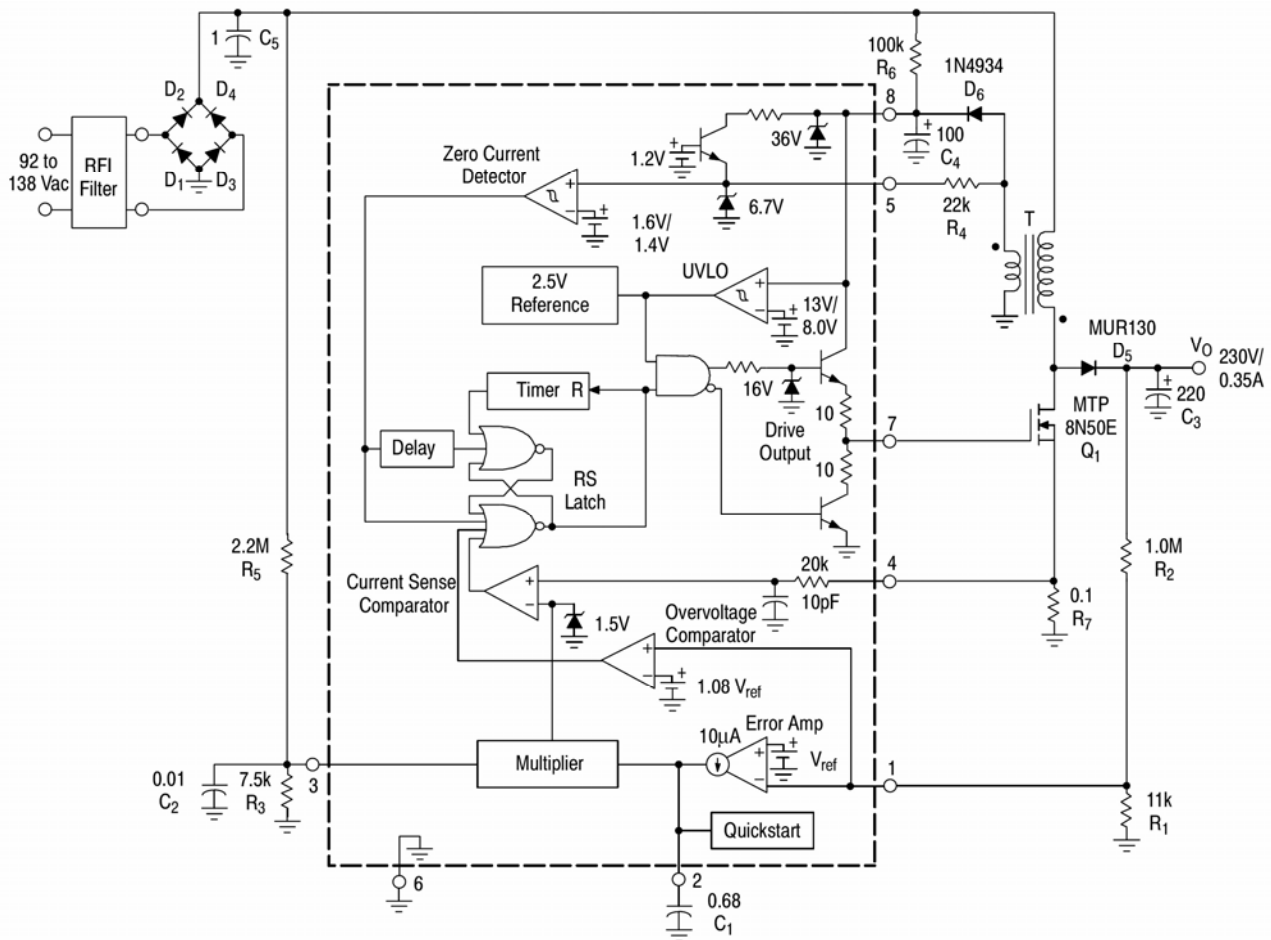 1
C5
100k
R6
1N4934
D6
D2
D4
8
36V
100
C4
1.2V
92 to
138 Vac
RFI
Filter
Zero Current
Detector
D1
D3
6.7V
5
22k
R4
1.6V/
1.4V
T
UVLO
2.5V
Reference
13V/
8.0V
MUR130
D5
VO
230V/
0.35A
Timer
R
16V
10
220
C3
MTP
8N50E
Q1
7
Drive
Output
Delay
RS
Latch
10
2.2M
R5
20k
4
1.0M
R2
Current Sense
Comparator
10pF
0.1
R7
1.5V
Overvoltage
Comparator
1.08 Vref
Error Amp
10μA
Multiplier
Vref
1
0.01
C2
7.5k
R3
3
11k
R1
Quickstart
6
2
0.68
C1